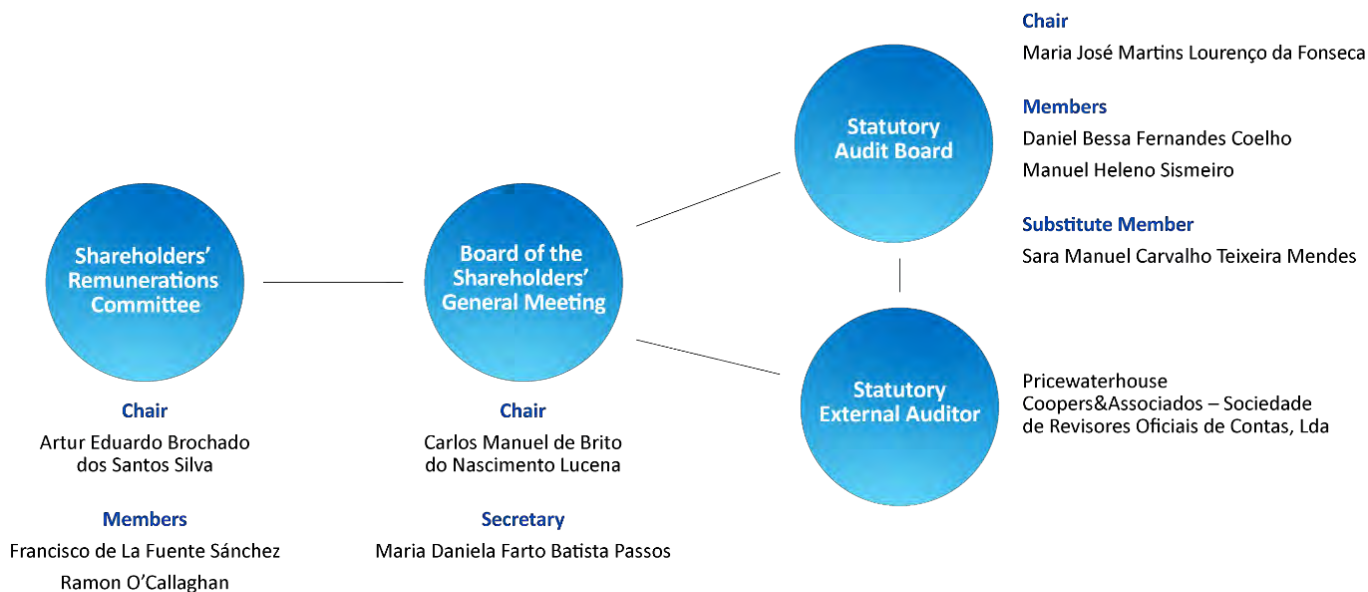 Shareholders'
Remunerations
Committee
Chair
Artur Eduardo Brochado
dos Santos Silva
Members
Francisco de La Fuente Sánchez
Ramon O'Callaghan
Board of the
Shareholders'
General Meeting
Chair
Carlos Manuel de Brito
do Nascimento Lucena
Secretary
Maria Daniela Farto Batista Passos
Statutory
Audit Board
Chair
Maria José Martins Lourenço da Fonseca
Members
Daniel Bessa Fernandes Coelho
Manuel Heleno Sismeiro
Substitute Member
Sara Manuel Carvalho Teixeira Mendes
Statutory
External Auditor
Pricewaterhouse
Coopers&Associados – Sociedade
de Revisores Oficiais de Contas, Lda